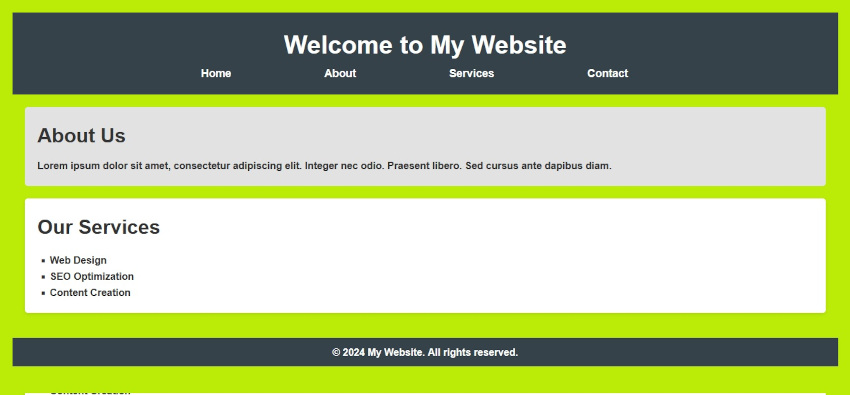 Welcome to My Website
Home About Services Contact
About Us
Lorem ipsum dolor sit amet, consectetur adipiscing elit. Integer nec odio. Praesent libero. Sed cursus ante dapibus diam.
Our Services
Web Design
SEO Optimization
Content Creation
© 2024 My Website. All rights reserved.
Content Creation